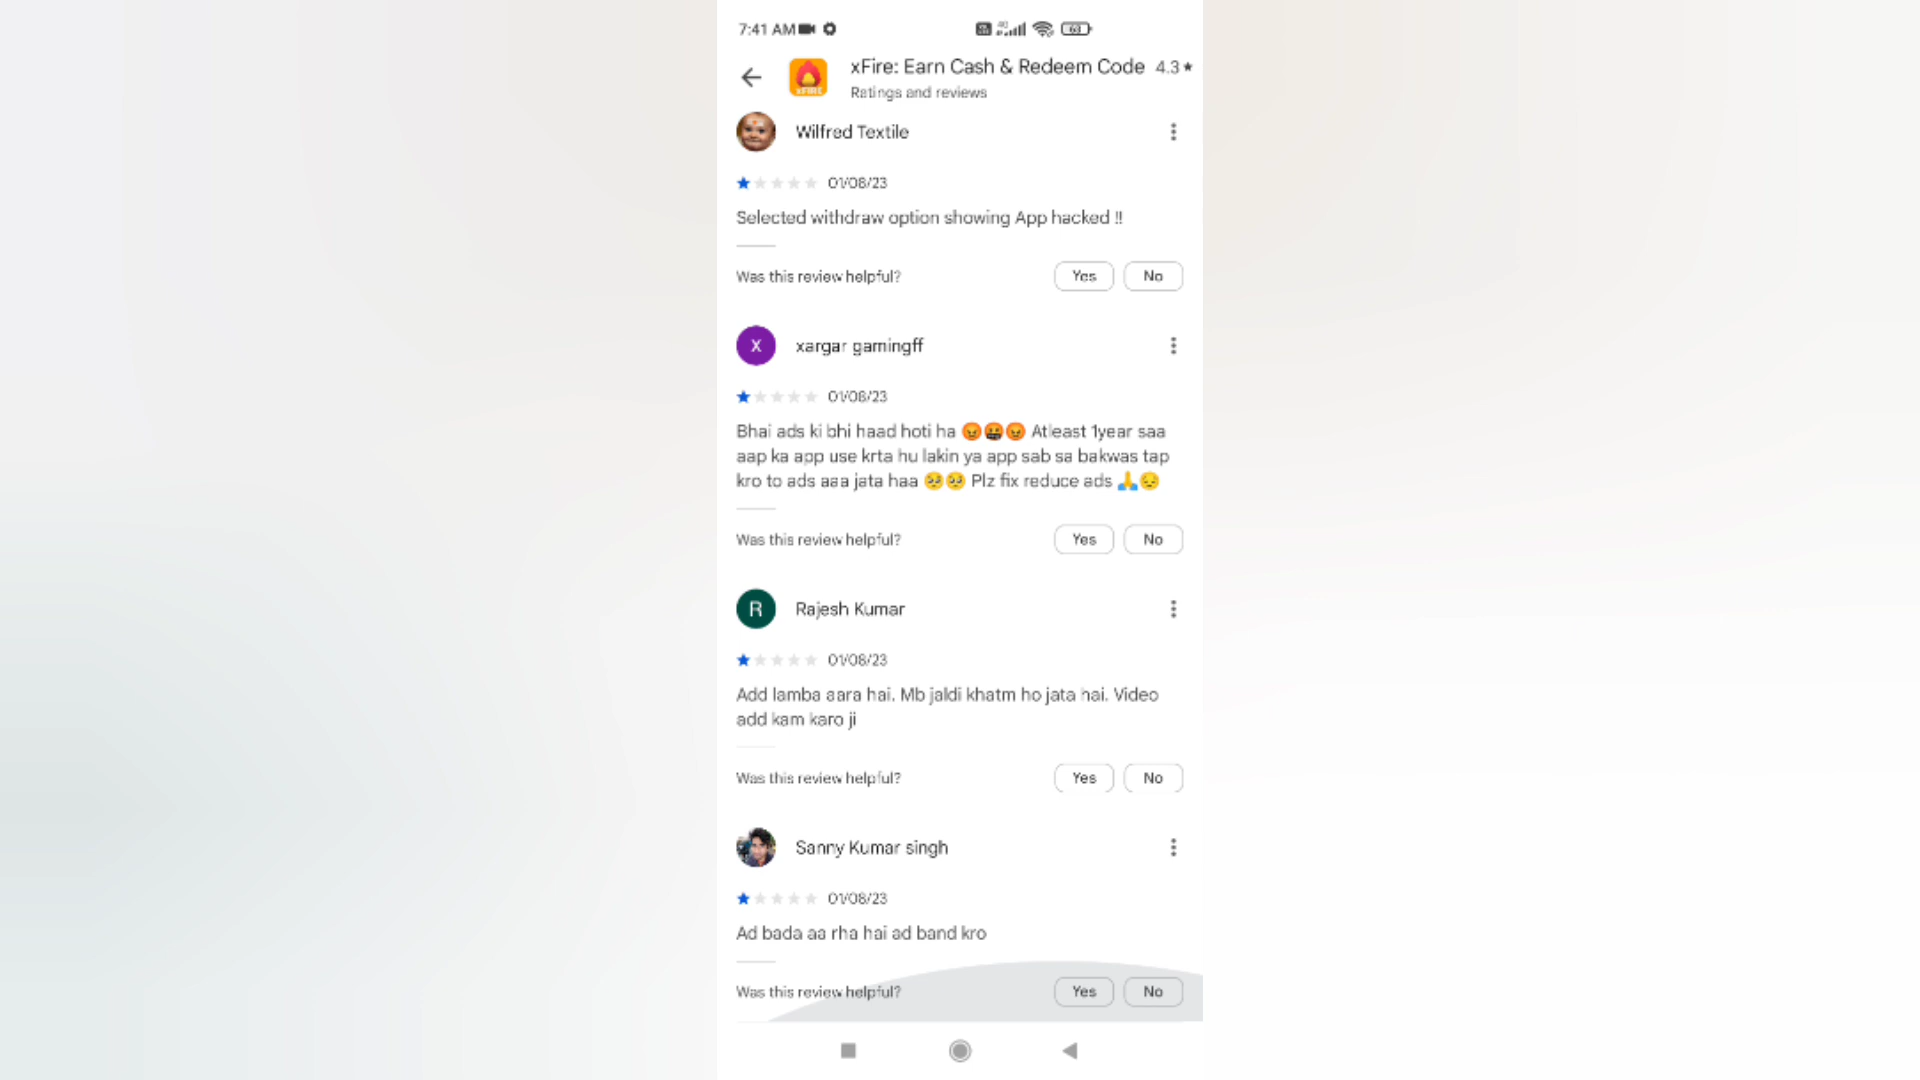 7:41 AM
4G
63
xFire: Earn Cash & Redeem Code 4.3★
xFIRE
Ratings and reviews
Wilfred Textile
01/08/23
Selected withdraw option showing App hacked !!
Was this review helpful? Yes No
X xargar gamingff
01/08/23
Bhai ads ki bhi haad hoti ha 😡🤬😡 Atleast 1year saa
aap ka app use krta hu lakin ya app sab sa bakwas tap
kro to ads aaa jata haa 🥺🥺 Plz fix reduce ads 🙏😔
Was this review helpful? Yes No
R Rajesh Kumar
01/08/23
Add lamba aara hai. Mb jaldi khatm ho jata hai. Video
add kam karo ji
Was this review helpful? Yes No
Sanny Kumar singh
01/08/23
Ad bada aa rha hai ad band kro
Was this review helpful? Yes No